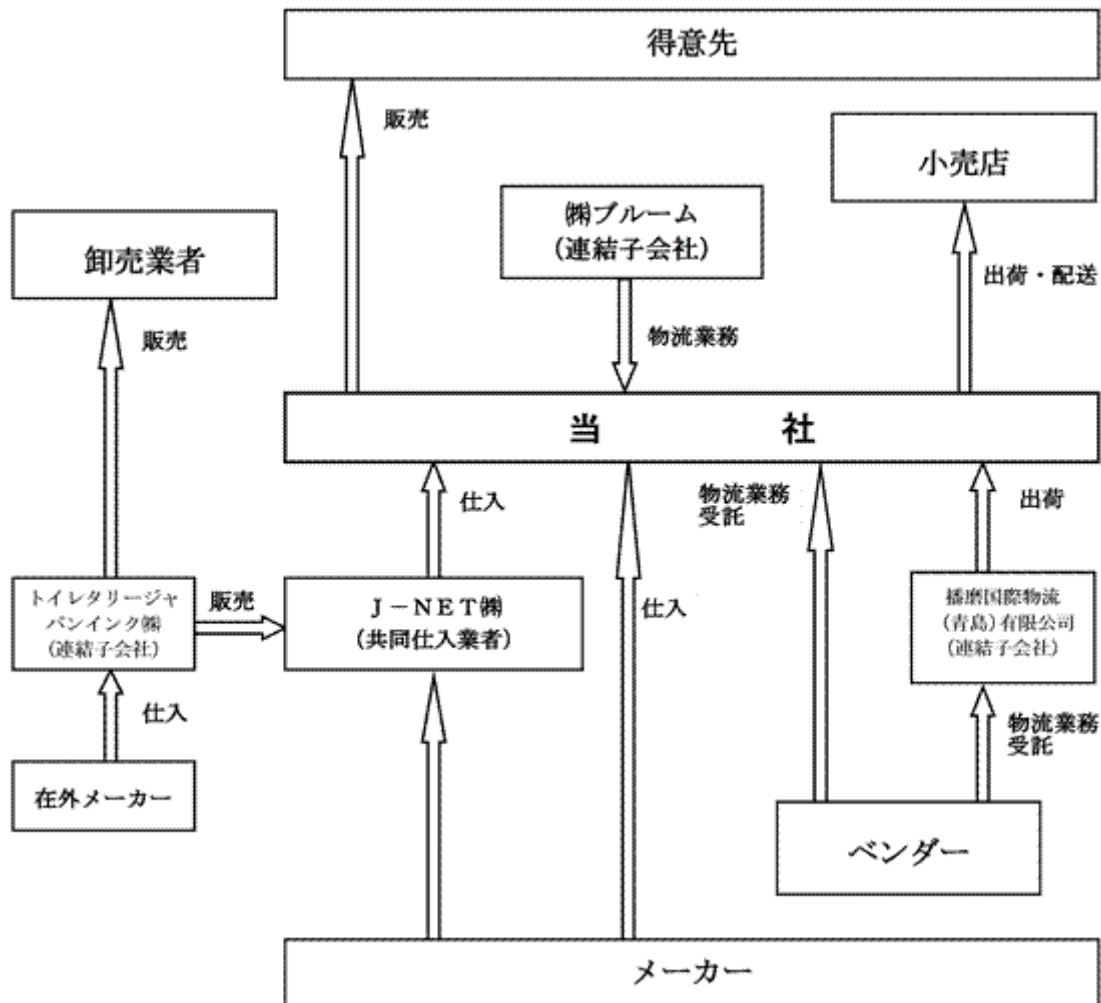 得意先
販売
小売店
㈱ブルーム
(連結子会社)
卸売業者
出荷・配送
販売
物流業務
当　　　社
仕入
物流業務
受託
出荷
トイレタリージャ
パンインク㈱
(連結子会社)
販売
J－NET㈱
(共同仕入業者)
仕入
播磨国際物流
(青島)有限公司
(連結子会社)
仕入
物流業務
受託
在外メーカー
ベンダー
メーカー